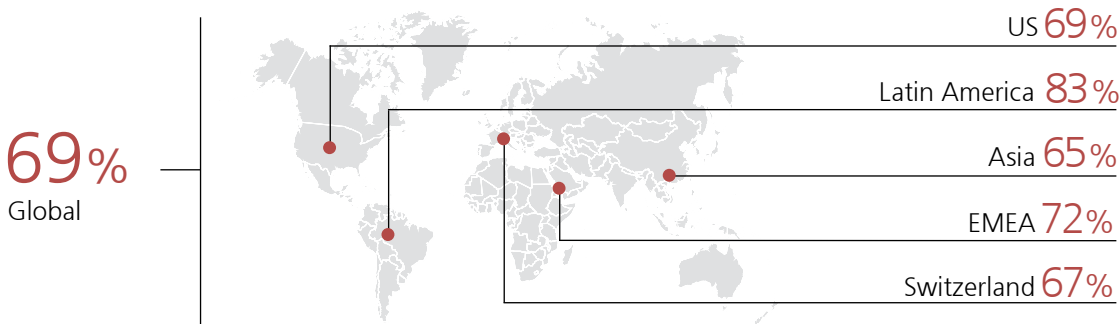 69%
Global
US 69%
Latin America 83%
Asia 65%
EMEA 72%
Switzerland 67%